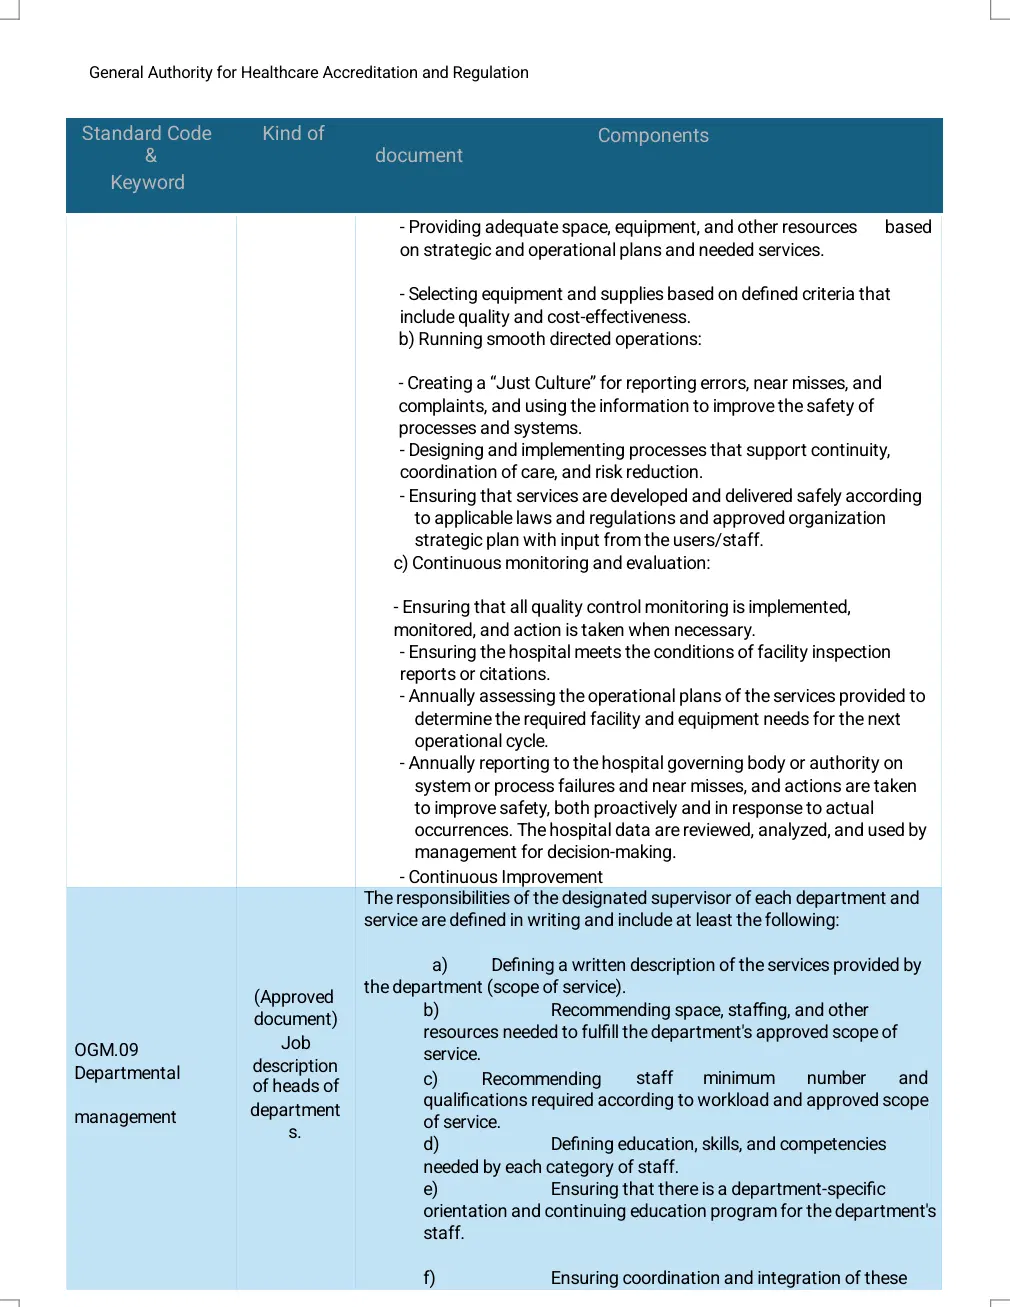 General Authority for Healthcare Accreditation and Regulation
Standard Code
&
Keyword
Kind of
document
Components
- Providing adequate space, equipment, and other resources based
on strategic and operational plans and needed services.
- Selecting equipment and supplies based on defined criteria that
include quality and cost-effectiveness.
b) Running smooth directed operations:
- Creating a “Just Culture” for reporting errors, near misses, and
complaints, and using the information to improve the safety of
processes and systems.
- Designing and implementing processes that support continuity,
coordination of care, and risk reduction.
- Ensuring that services are developed and delivered safely according
to applicable laws and regulations and approved organization
strategic plan with input from the users/staff.
c) Continuous monitoring and evaluation:
- Ensuring that all quality control monitoring is implemented,
monitored, and action is taken when necessary.
- Ensuring the hospital meets the conditions of facility inspection
reports or citations.
- Annually assessing the operational plans of the services provided to
determine the required facility and equipment needs for the next
operational cycle.
- Annually reporting to the hospital governing body or authority on
system or process failures and near misses, and actions are taken
to improve safety, both proactively and in response to actual
occurrences. The hospital data are reviewed, analyzed, and used by
management for decision-making.
- Continuous Improvement
OGM.09
Departmental
management
(Approved
document)
Job
description
of heads of
department
s.
The responsibilities of the designated supervisor of each department and
service are defined in writing and include at least the following:
a) Defining a written description of the services provided by
the department (scope of service).
b) Recommending space, staffing, and other
resources needed to fulfill the department's approved scope of
service.
c) Recommending staff minimum number and
qualifications required according to workload and approved scope
of service.
d) Defining education, skills, and competencies
needed by each category of staff.
e) Ensuring that there is a department-specific
orientation and continuing education program for the department's
staff.
f) Ensuring coordination and integration of these